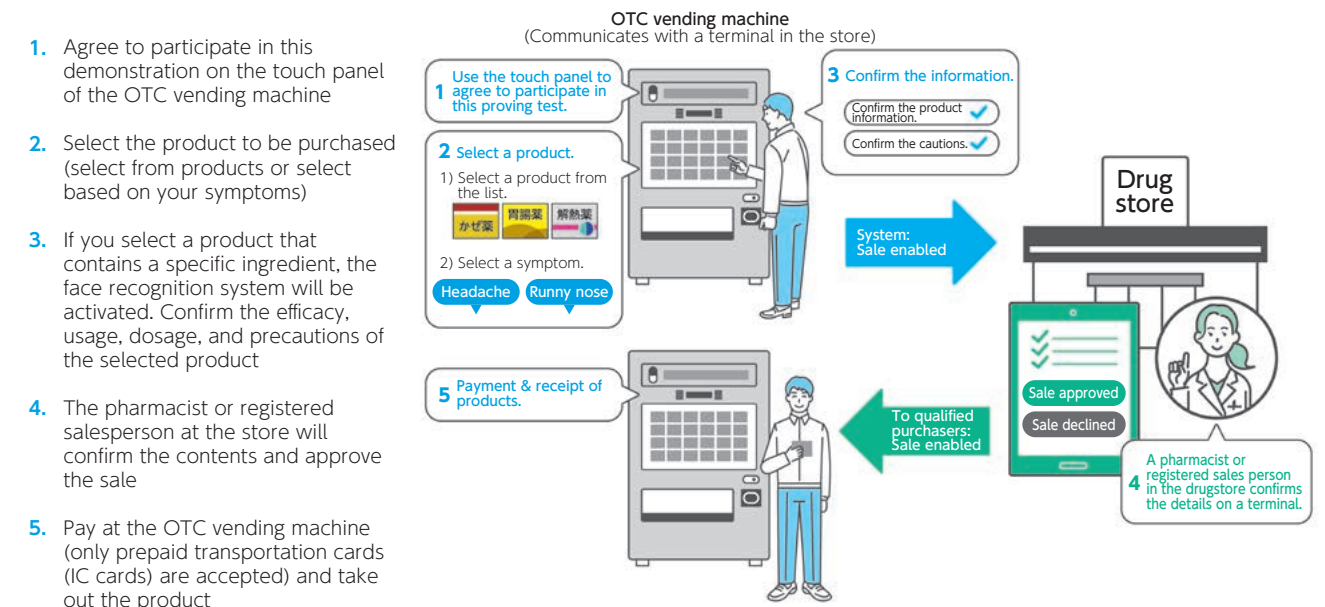 1. Agree to participate in this
demonstration on the touch panel
of the OTC vending machine
2. Select the product to be purchased
(select from products or select
based on your symptoms)
3. If you select a product that
contains a specific ingredient, the
face recognition system will be
activated. Confirm the efficacy,
usage, dosage, and precautions of
the selected product
4. The pharmacist or registered
salesperson at the store will
confirm the contents and approve
the sale
5. Pay at the OTC vending machine
(only prepaid transportation cards
(IC cards) are accepted) and take
out the product
OTC vending machine
(Communicates with a terminal in the store)
1 Use the touch panel to
agree to participate in
this proving test.
2 Select a product.
1) Select a product from
the list.
かぜ薬 胃腸薬 解熱薬
2) Select a symptom.
Headache Runny nose
3 Confirm the information.
Confirm the product
information.
Confirm the cautions.
System:
Sale enabled
Drug
store
Sale approved
Sale declined
4 A pharmacist or
registered sales person
in the drugstore confirms
the details on a terminal.
To qualified
purchasers:
Sale enabled
5 Payment & receipt of
products.